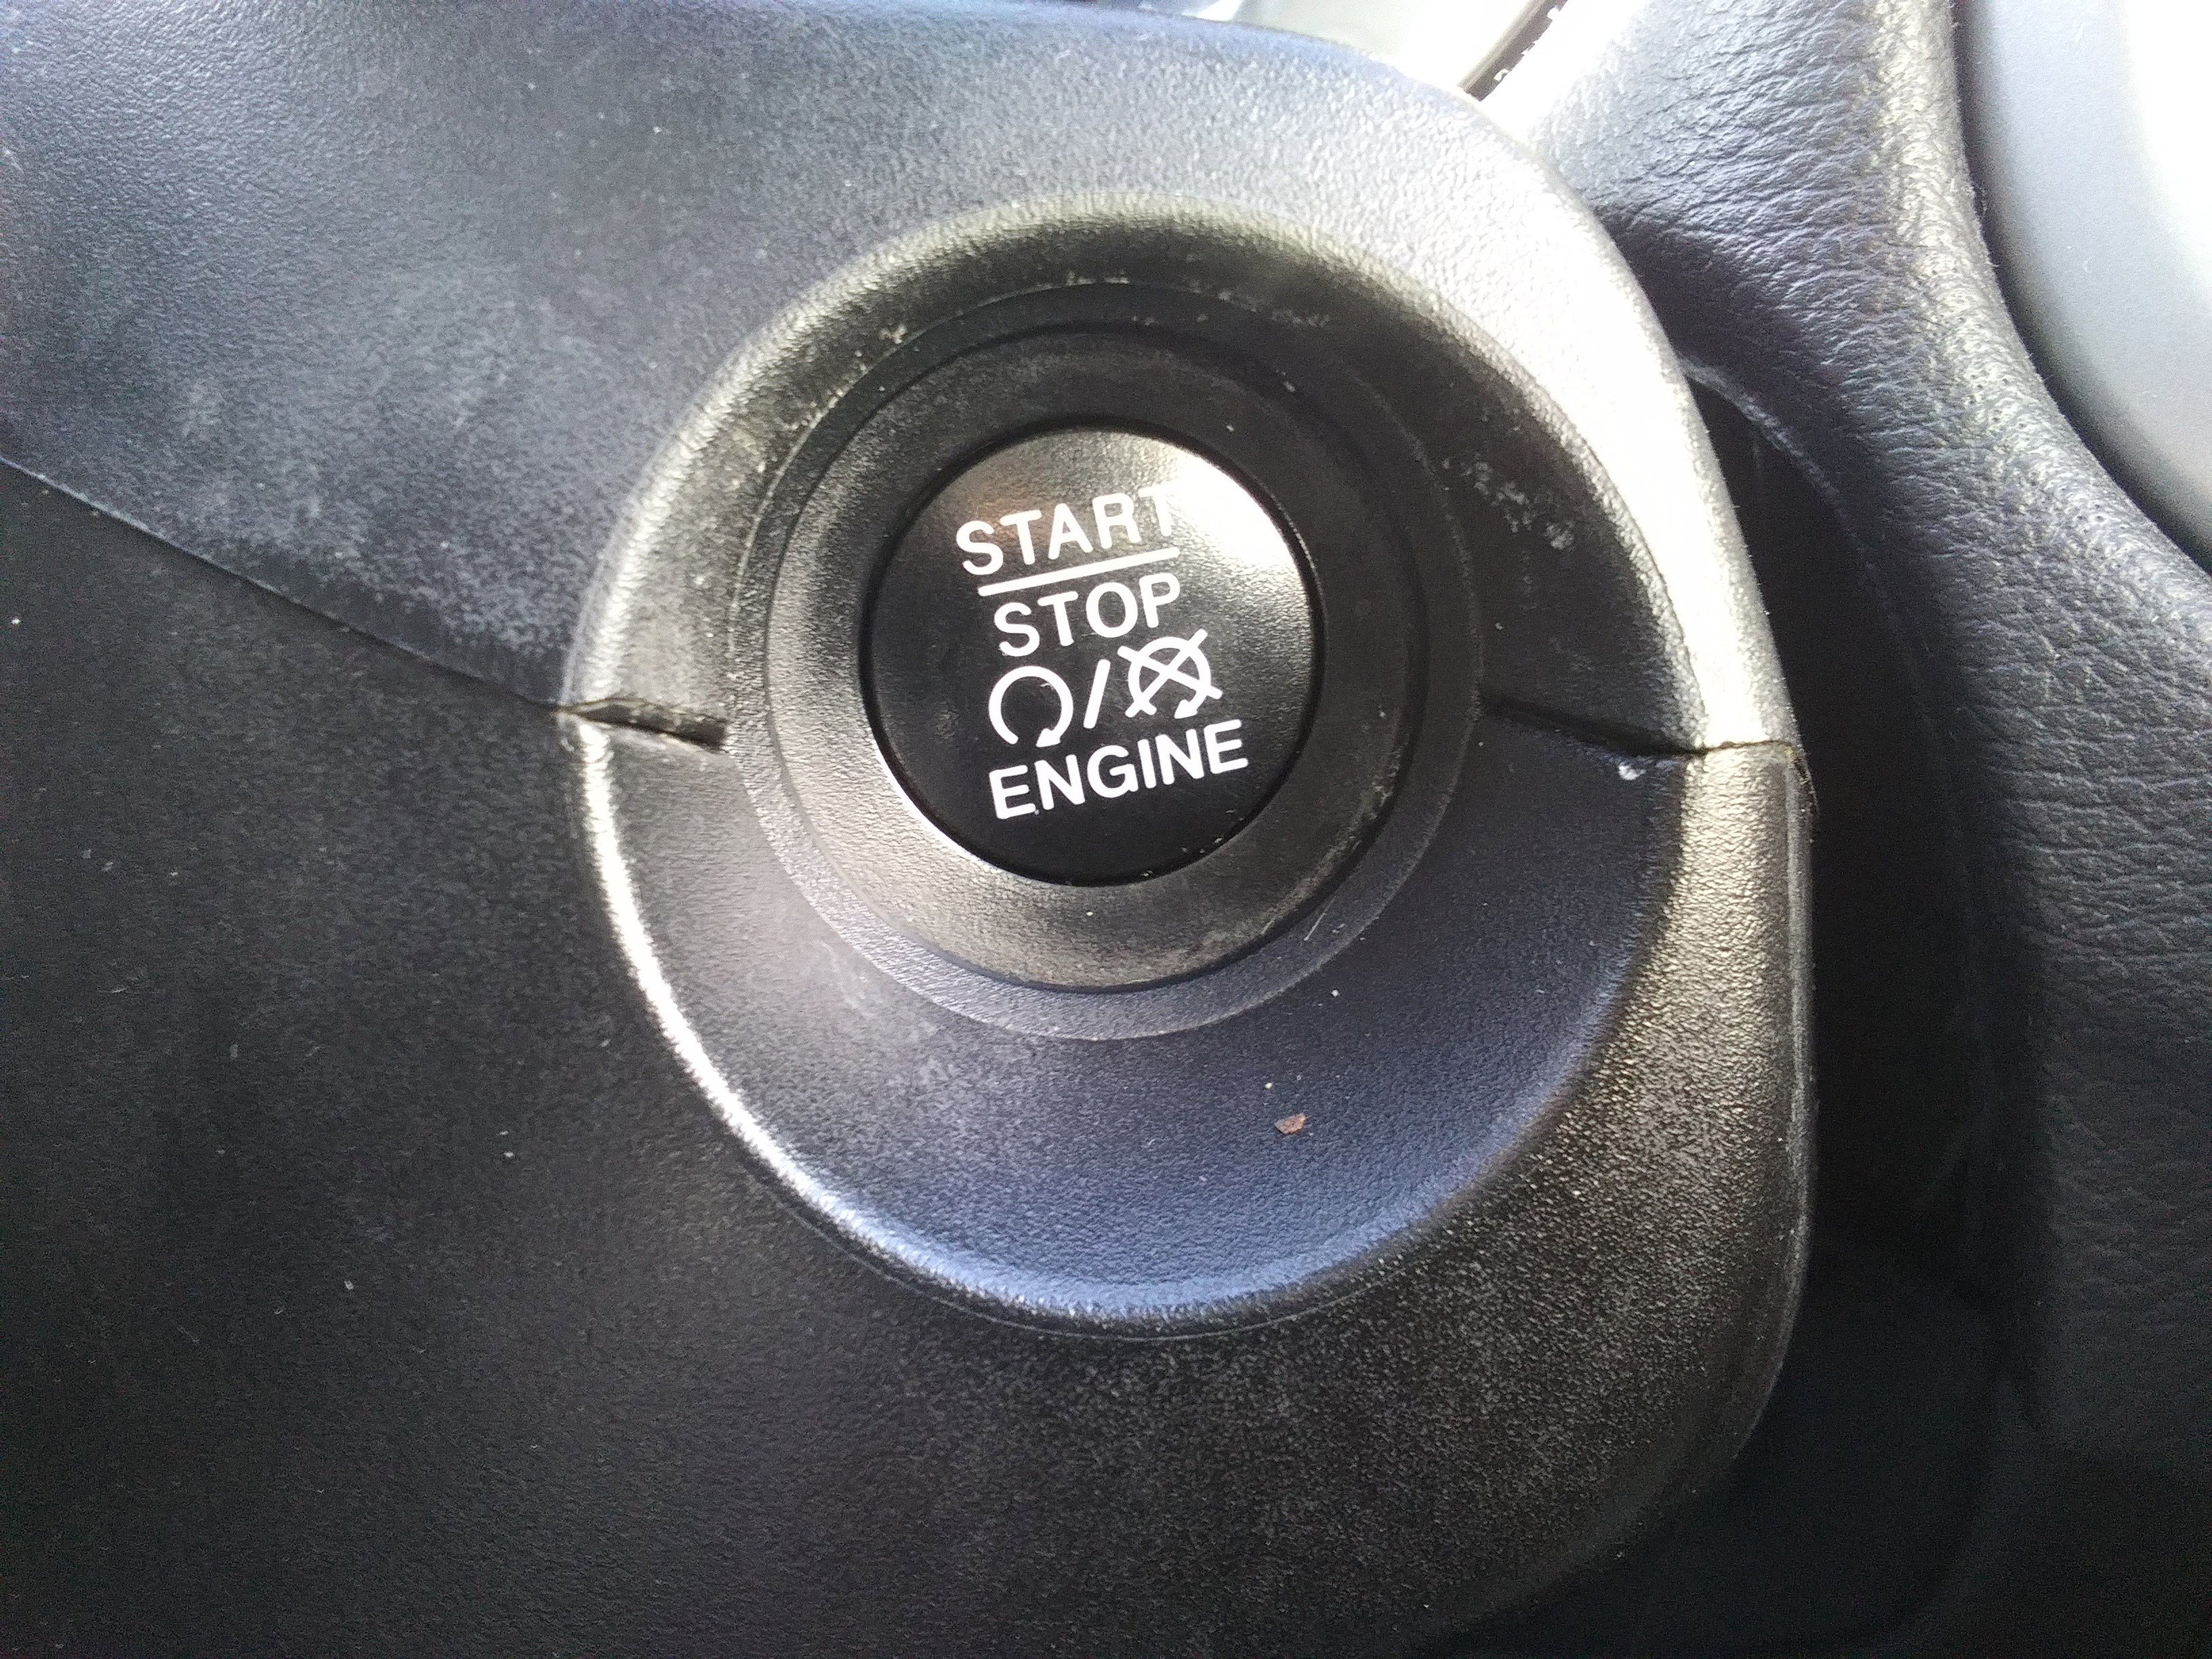 START
STOP
/
ENGINE